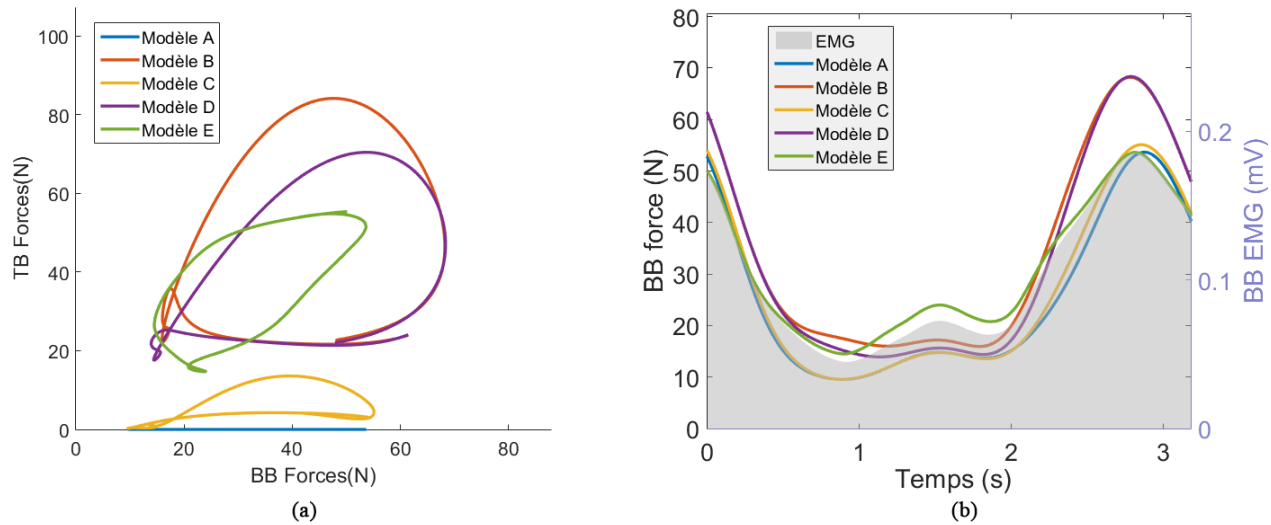 100
80
60
40
20
0
TB Forces(N)
Modèle A
Modèle B
Modèle C
Modèle D
Modèle E
0 20 40 60 80
BB Forces(N)
(a)
80
70
60
50
40
30
20
10
0
BB force (N)
EMG
Modèle A
Modèle B
Modèle C
Modèle D
Modèle E
0.2
0.1
0
BB EMG (mV)
0 1 2 3
Temps (s)
(b)